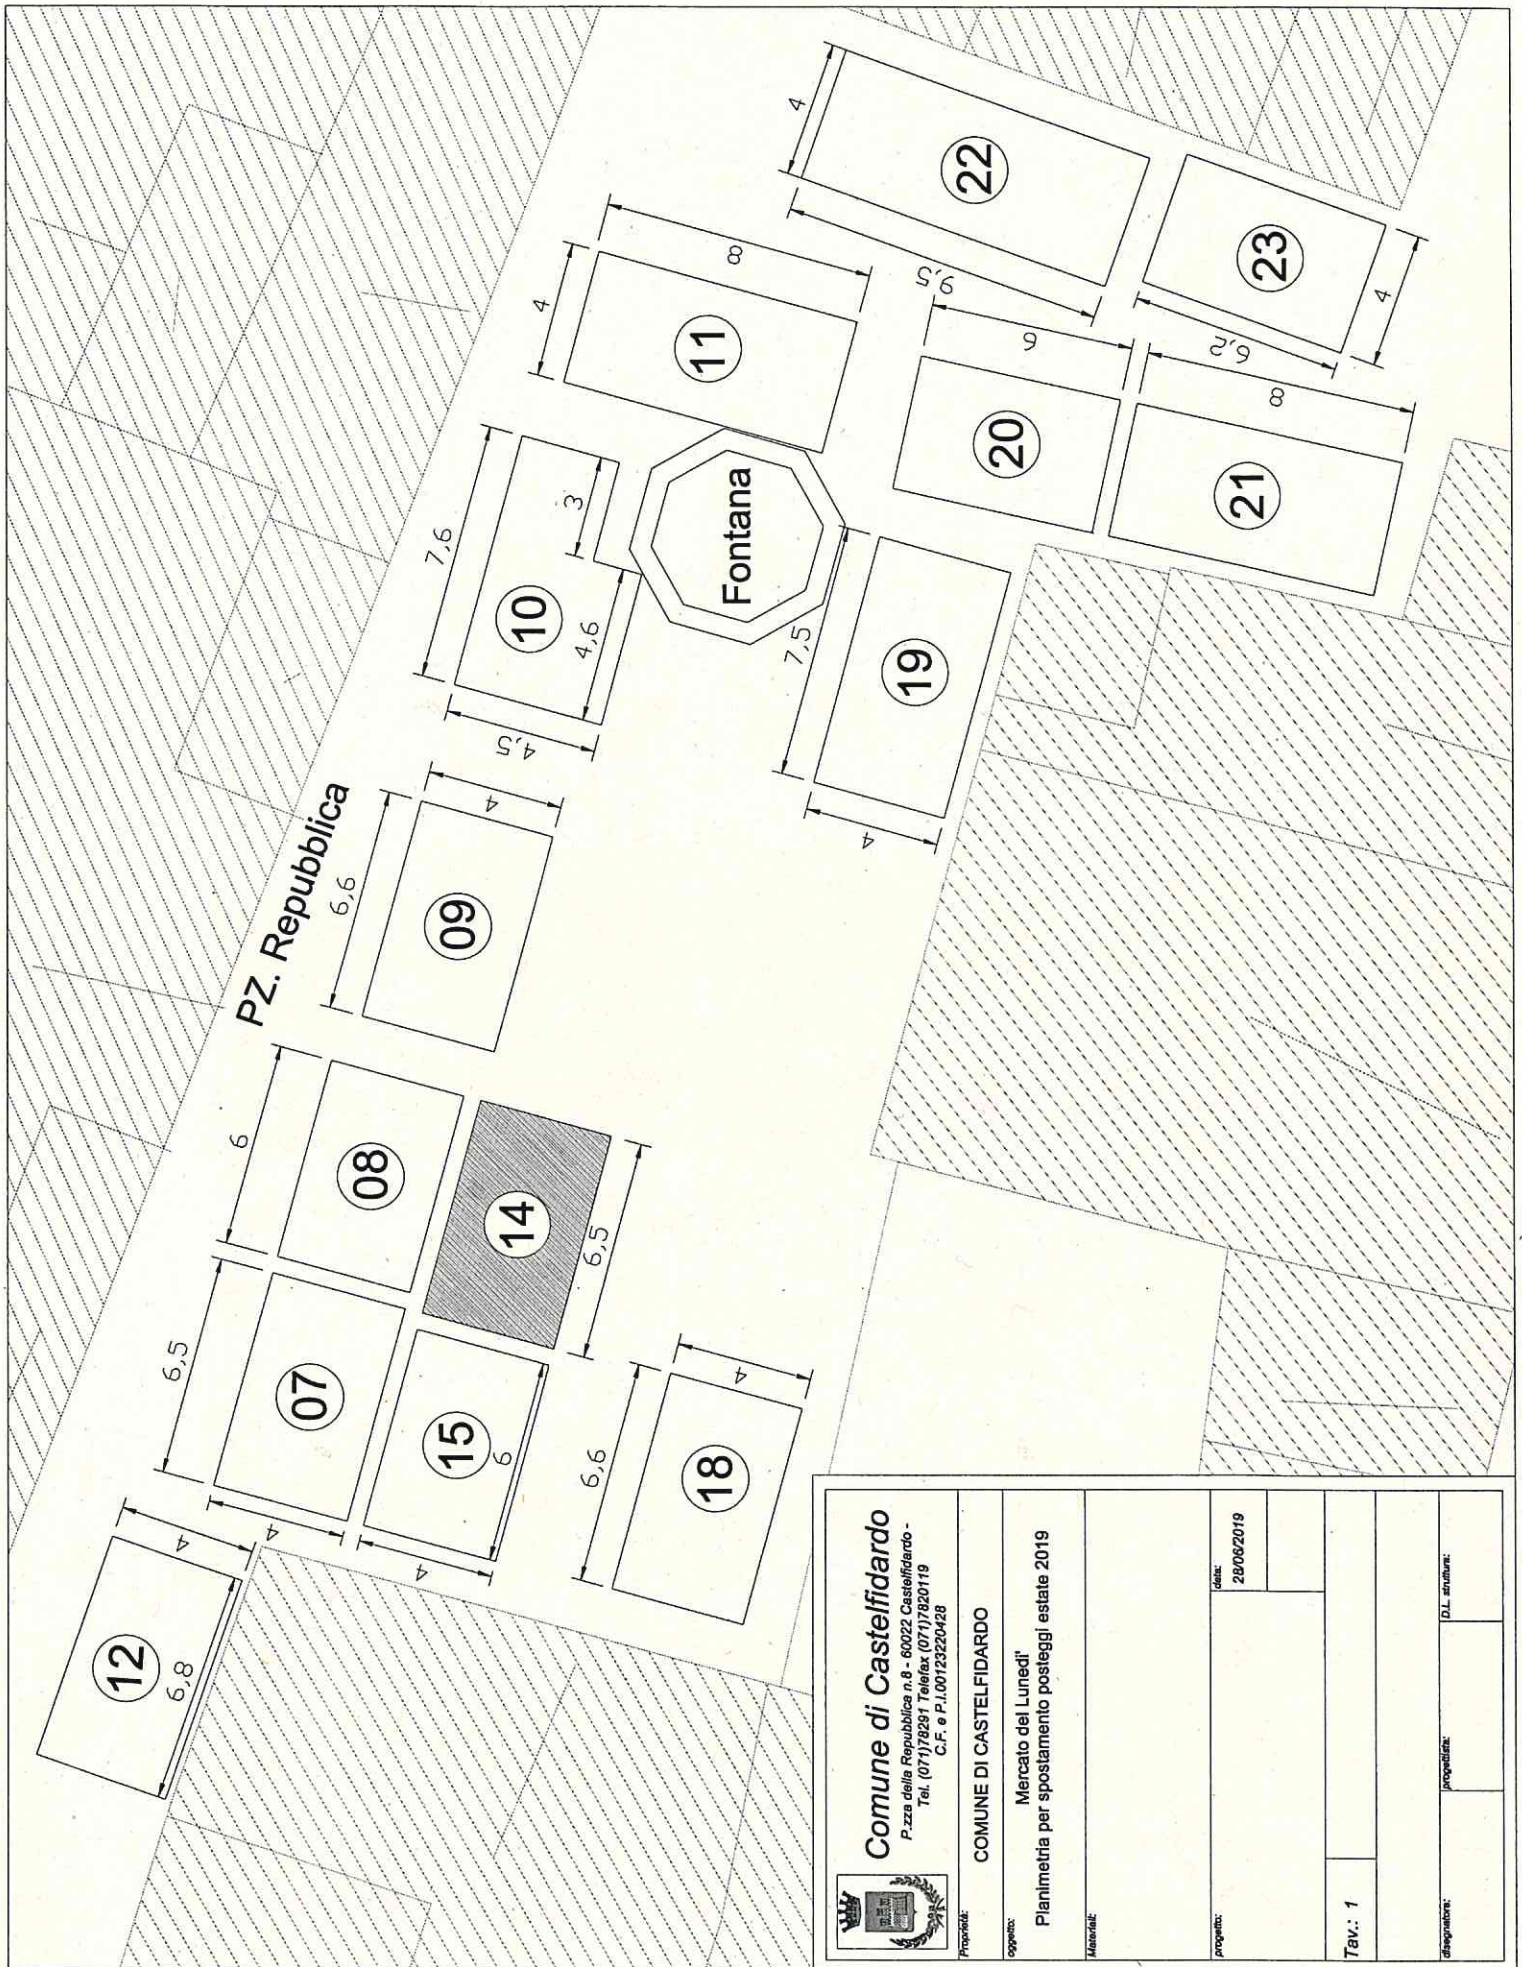 PZ. Repubblica
12
6,8
4
07
6,5
4
08
6
15
6
4
14
6,5
18
6,6
4
09
6,6
4
10
7,6
3
4,6
4,5
Fontana
11
4
8
19
7,5
4
20
6
21
8
22
4
9,5
23
6,2
4
Comune di Castelfidardo
P.zza della Repubblica n.8 - 60022 Castelfidardo -
Tel. (071)78291 Telefax (071)7820119
C.F. e P.I.00123220428
Proprietà:
COMUNE DI CASTELFIDARDO
oggetto:
Mercato del Lunedi'
Planimetria per spostamento posteggi estate 2019
Materiali:
progetto:
data:
28/06/2019
Tav.: 1
disegnatore:
progettista:
D.L. struttura: